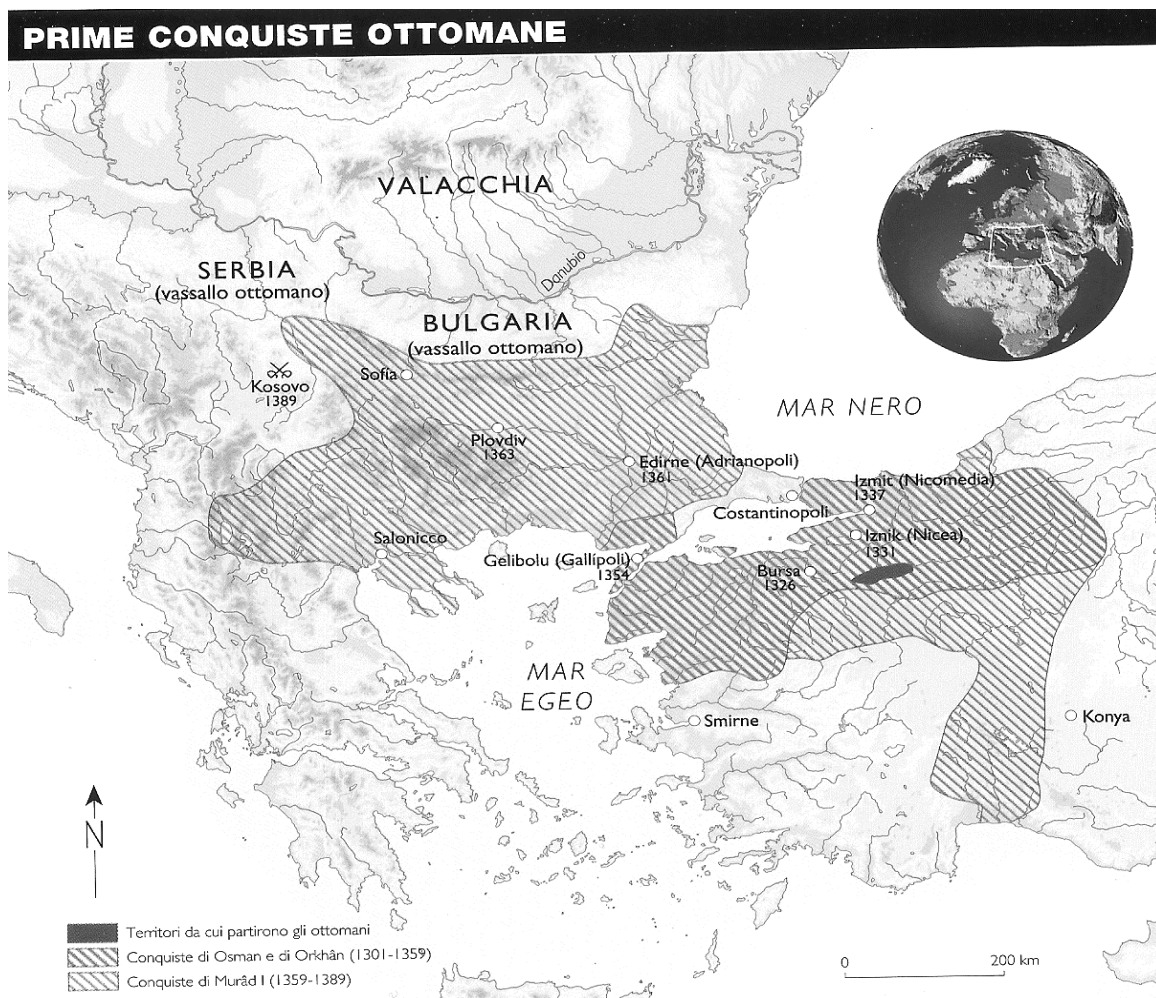 PRIME CONQUISTE OTTOMANE
VALACCHIA
Danubio
SERBIA
(vassallo ottomano)
BULGARIA
(vassallo ottomano)
Sofía
Kosovo
1389
MAR NERO
Plovdiv
1363
Edirne (Adrianopoli)
1361
Izmit (Nicomedia)
1337
Costantinopoli
Iznik (Nicea)
1331
Salonicco
Gelibolu (Gallípoli)
1354
Bursa
1326
MAR
EGEO
Smirne
Konya
N
Territori da cui partirono gli ottomani
Conquiste di Osman e di Orkhân (1301-1359)
Conquiste di Murâd I (1359-1389)
0
200 km